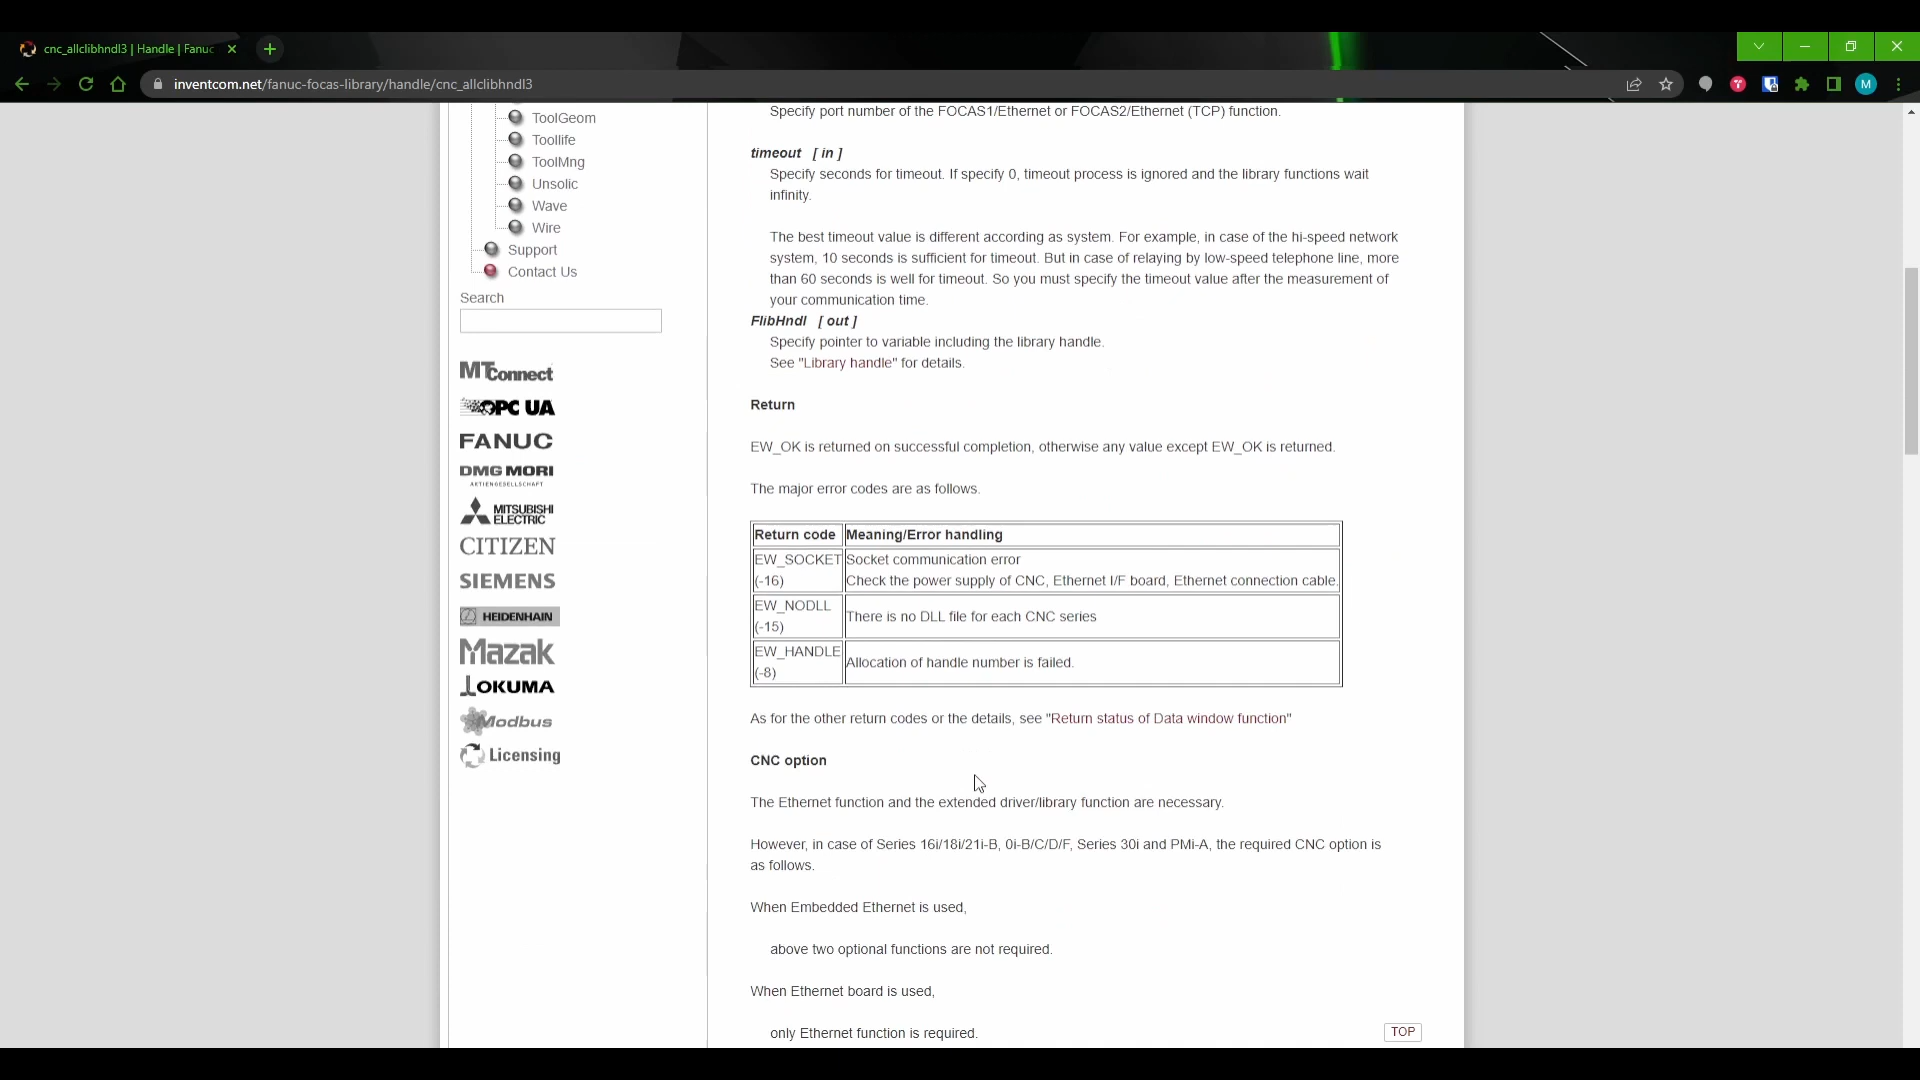 cnc_allclibhndl3 | Handle | Fanuc
inventcom.net/fanuc-focas-library/handle/cnc_allclibhndl3
M
ToolGeom
Toollife
ToolMng
Unsolic
Wave
Wire
Support
Contact Us
Search
MTConnect
OPC UA
FANUC
DMG MORI
AKTIENGESELLSCHAFT
MITSUBISHI
ELECTRIC
CITIZEN
SIEMENS
HEIDENHAIN
Mazak
OKUMA
Modbus
Licensing
Specify port number of the FOCAS1/Ethernet or FOCAS2/Ethernet (TCP) function.
timeout [ in ]
Specify seconds for timeout. If specify 0, timeout process is ignored and the library functions wait
infinity.
The best timeout value is different according as system. For example, in case of the hi-speed network
system, 10 seconds is sufficient for timeout. But in case of relaying by low-speed telephone line, more
than 60 seconds is well for timeout. So you must specify the timeout value after the measurement of
your communication time.
FlibHndl [ out ]
Specify pointer to variable including the library handle.
See "Library handle" for details.
Return
EW_OK is returned on successful completion, otherwise any value except EW_OK is returned.
The major error codes are as follows.
Return code Meaning/Error handling
EW_SOCKET Socket communication error
(-16) Check the power supply of CNC, Ethernet I/F board, Ethernet connection cable.
EW_NODLL
(-15)
There is no DLL file for each CNC series
EW_HANDLE
(-8)
Allocation of handle number is failed.
As for the other return codes or the details, see "Return status of Data window function"
CNC option
The Ethernet function and the extended driver/library function are necessary.
However, in case of Series 16i/18i/21i-B, 0i-B/C/D/F, Series 30i and PMi-A, the required CNC option is
as follows.
When Embedded Ethernet is used,
above two optional functions are not required.
When Ethernet board is used,
only Ethernet function is required.
TOP